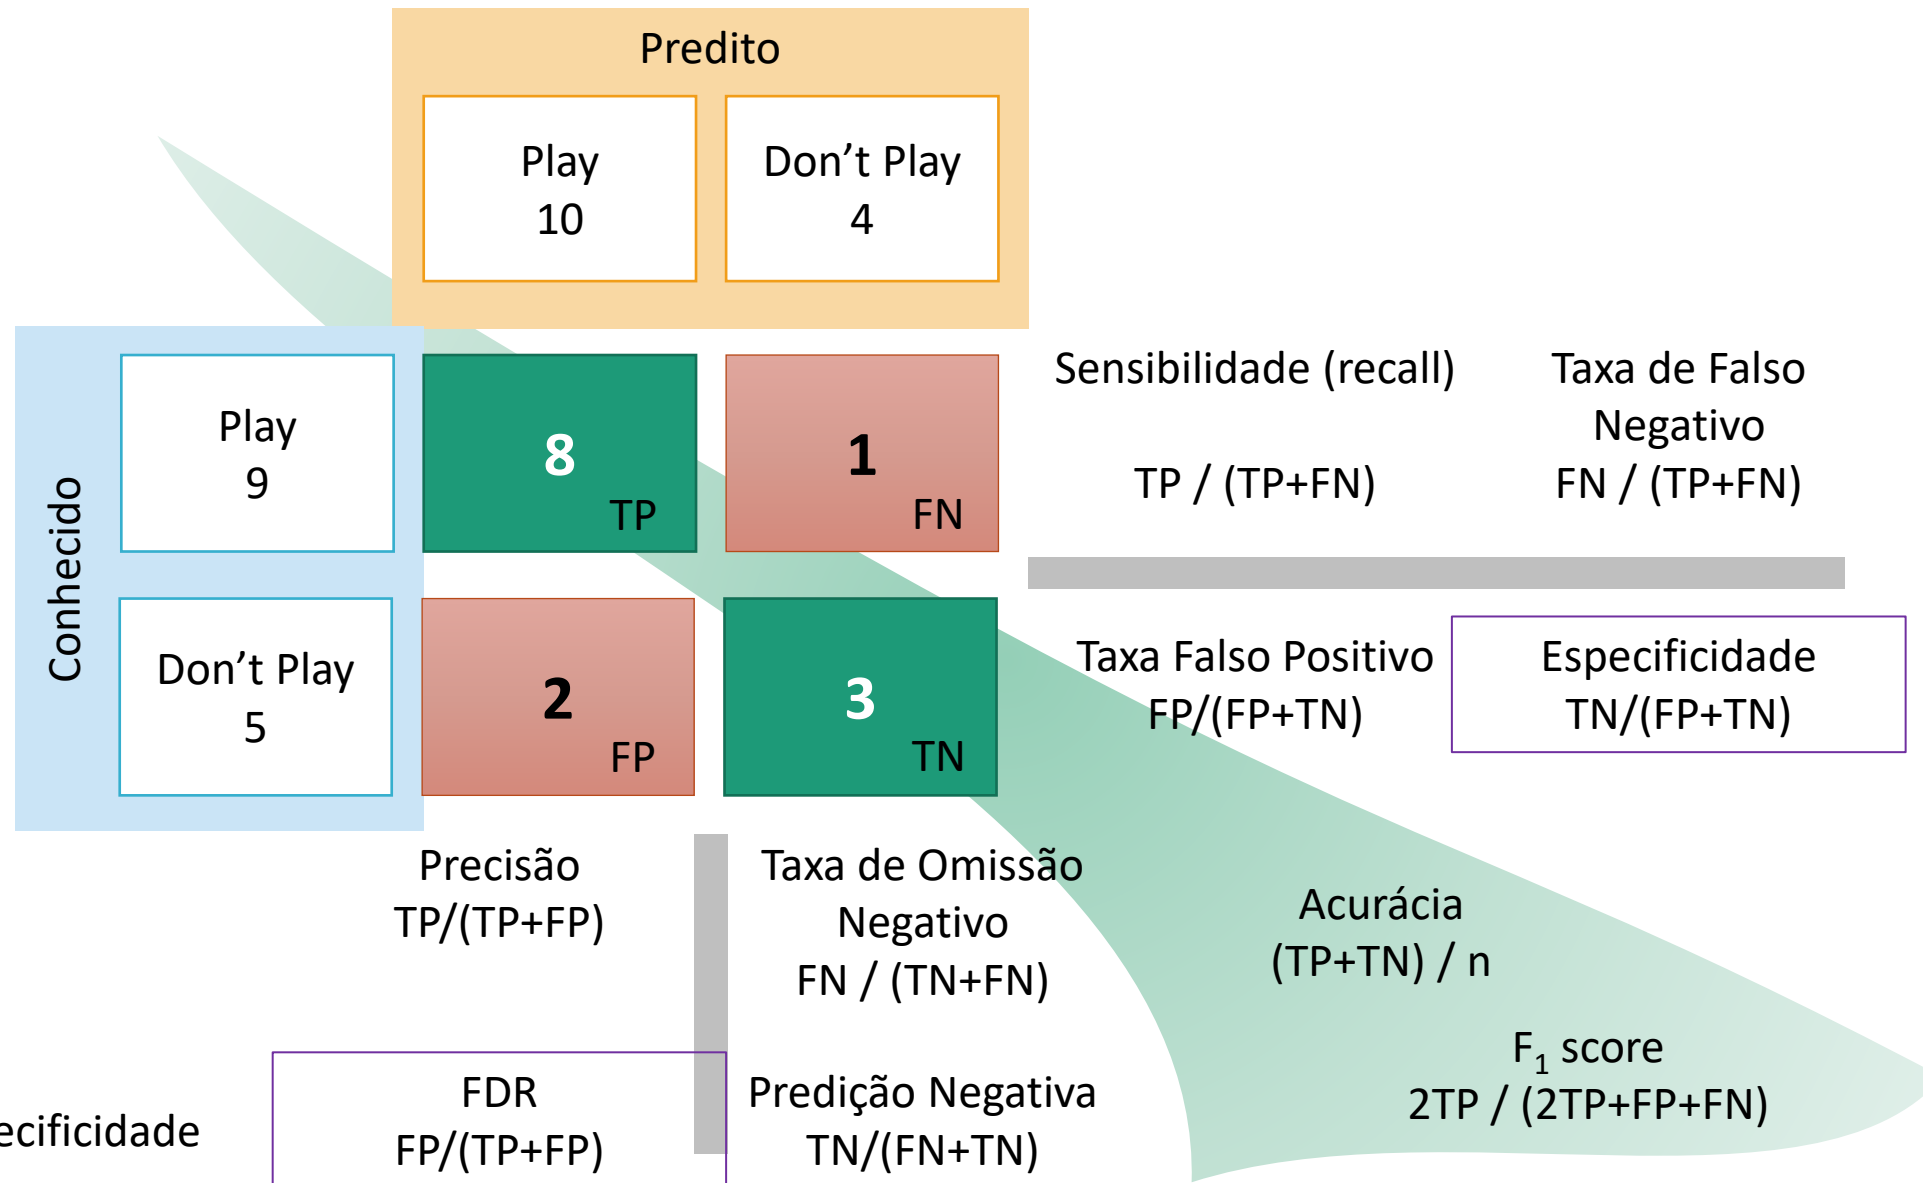 Predito
Play
10
Don't Play
4
Conhecido
Play
9
8
TP
1
FN
Sensibilidade (recall)
TP / (TP+FN)
Taxa de Falso
Negativo
FN / (TP+FN)
Don't Play
5
2
FP
3
TN
Taxa Falso Positivo
FP/(FP+TN)
Especificidade
TN/(FP+TN)
Precisão
TP/(TP+FP)
Taxa de Omissão
Negativo
FN / (TN+FN)
Acurácia
(TP+TN) / n
ecificidade
FDR
FP/(TP+FP)
Predição Negativa
TN/(FN+TN)
F₁ score
2TP / (2TP+FP+FN)